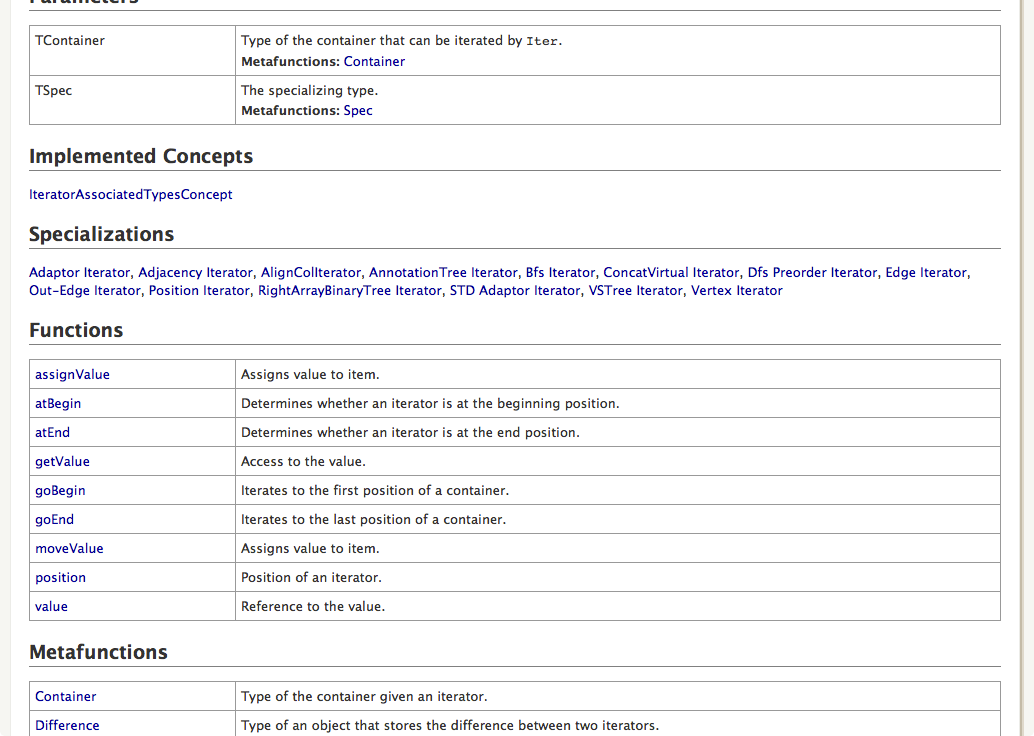 Parameters
TContainer Type of the container that can be iterated by Iter.
Metafunctions: Container
TSpec The specializing type.
Metafunctions: Spec
Implemented Concepts
IteratorAssociatedTypesConcept
Specializations
Adaptor Iterator, Adjacency Iterator, AlignColIterator, AnnotationTree Iterator, Bfs Iterator, ConcatVirtual Iterator, Dfs Preorder Iterator, Edge Iterator,
Out-Edge Iterator, Position Iterator, RightArrayBinaryTree Iterator, STD Adaptor Iterator, VSTree Iterator, Vertex Iterator
Functions
assignValue Assigns value to item.
atBegin Determines whether an iterator is at the beginning position.
atEnd Determines whether an iterator is at the end position.
getValue Access to the value.
goBegin Iterates to the first position of a container.
goEnd Iterates to the last position of a container.
moveValue Assigns value to item.
position Position of an iterator.
value Reference to the value.
Metafunctions
Container Type of the container given an iterator.
Difference Type of an object that stores the difference between two iterators.